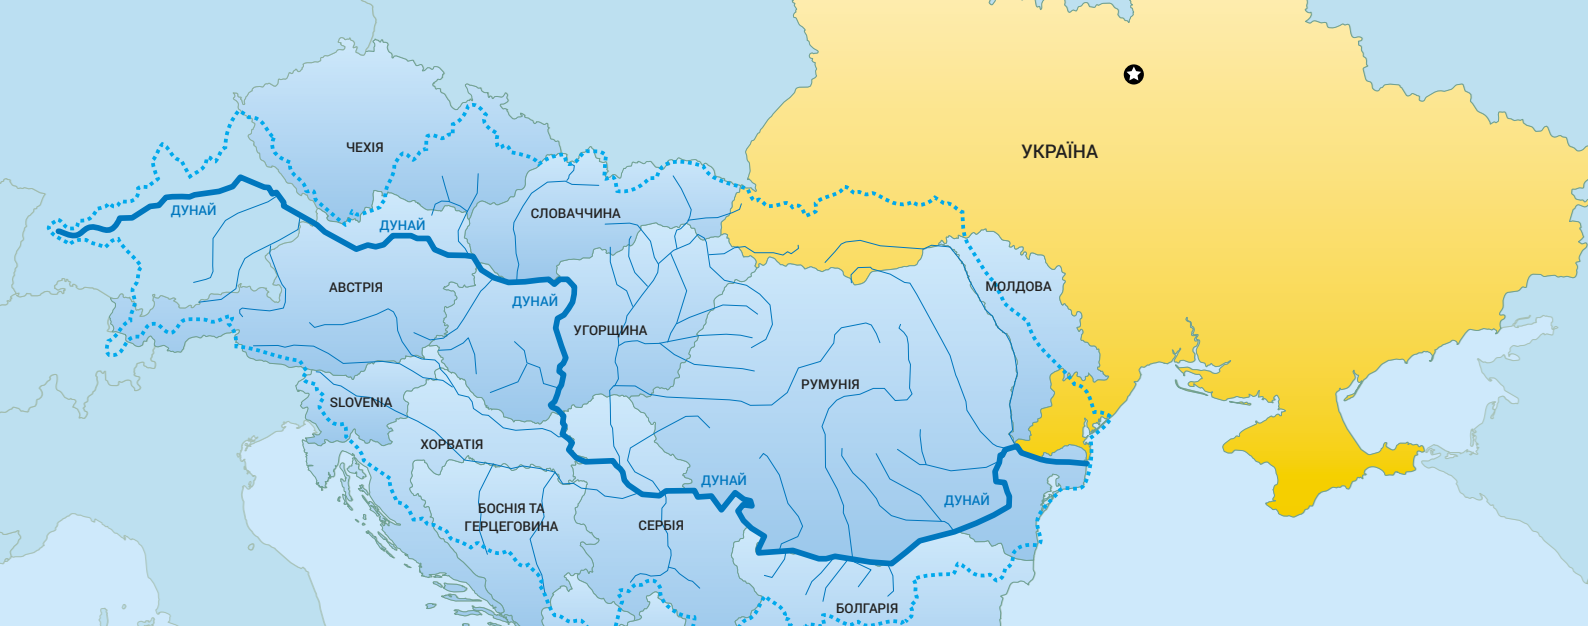 ЧЕХІЯ
УКРАЇНА
ДУНАЙ
СЛОВАЧЧИНА
ДУНАЙ
АВСТРІЯ
МОЛДОВА
ДУНАЙ
УГОРЩИНА
РУМУНІЯ
SLOVENIA
ХОРВАТІЯ
ДУНАЙ
ДУНАЙ
БОСНІЯ ТА
ГЕРЦЕГОВИНА
СЕРБІЯ
БОЛГАРІЯ